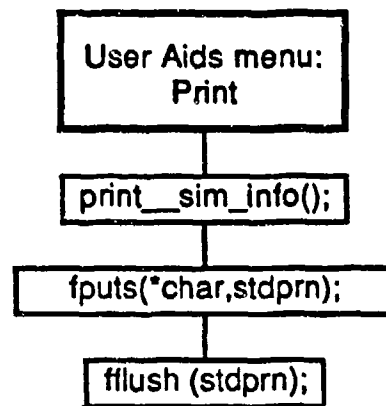 User Aids menu:
Print
print__sim_info();
fputs(*char,stdprn);
fflush (stdprn);